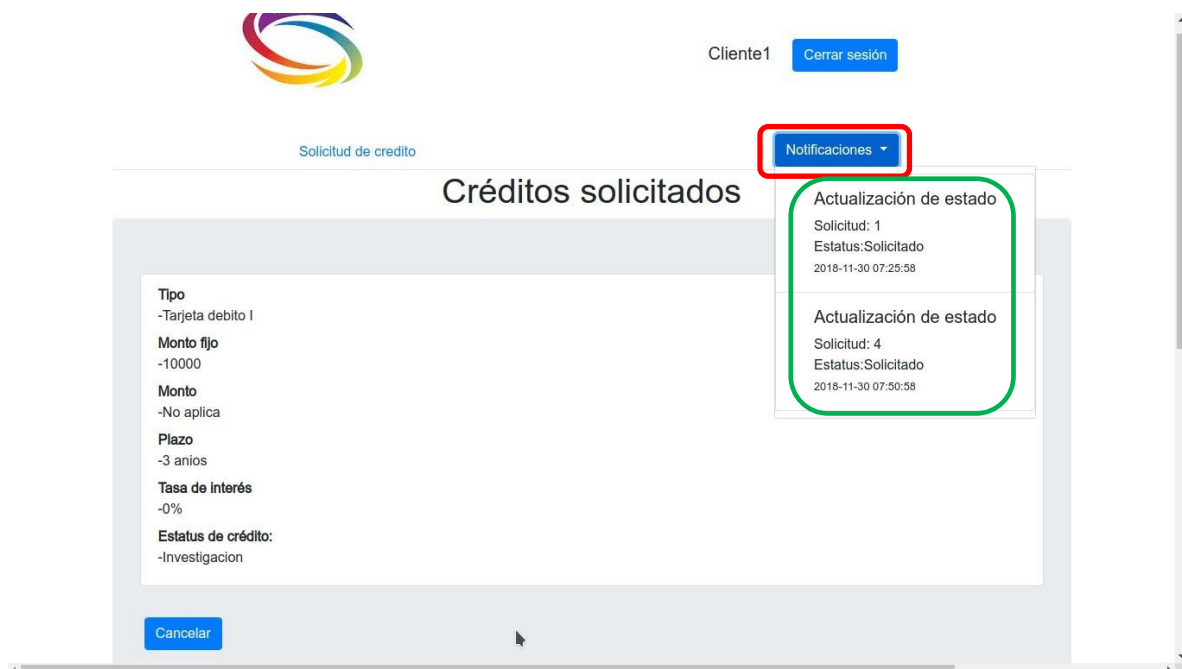 Cliente1
Cerrar sesión
Solicitud de credito
Notificaciones
Créditos solicitados
Actualización de estado
Solicitud: 1
Estatus:Solicitado
2018-11-30 07:25:58
Actualización de estado
Solicitud: 4
Estatus:Solicitado
2018-11-30 07:50:58
Tipo
-Tarjeta debito I
Monto fijo
-10000
Monto
-No aplica
Plazo
-3 anios
Tasa de interés
-0%
Estatus de crédito:
-Investigacion
Cancelar